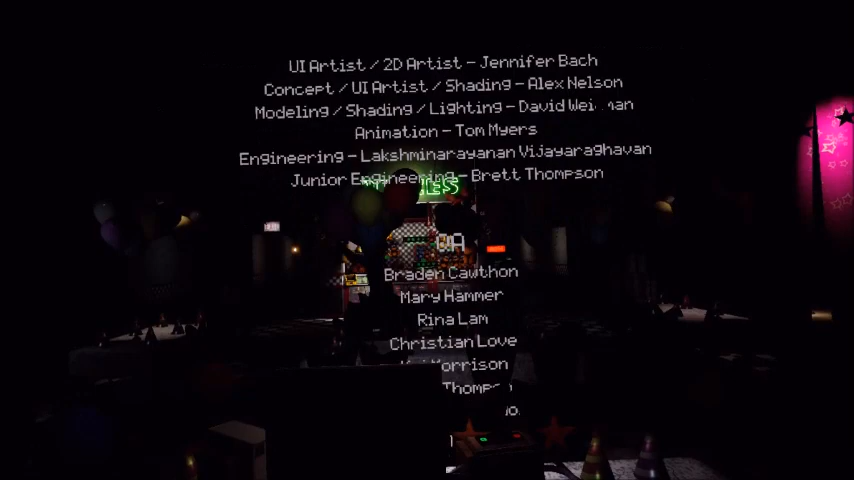 UI Artist / 2D Artist - Jennifer Bach
Concept / UI Artist / Shading - Alex Nelson
Modeling / Shading / Lighting - David
Animation - Tom Myers
Engineering - Lakshminarayanan Vijayaraghavan
Junior Engineering - Brett Thompson
QA
Braden Cawthon
Mary Hammer
Rina Lam
Christian Love